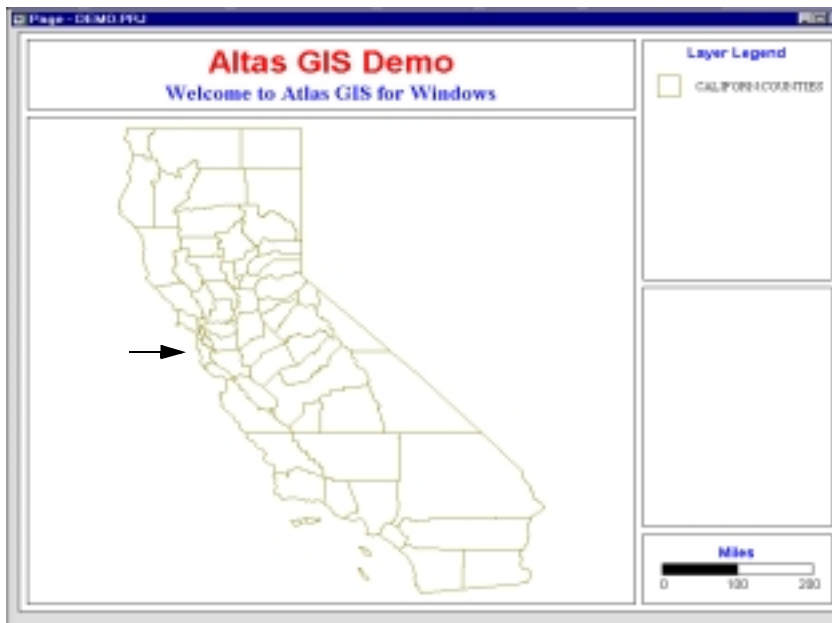 Page - DEMO.PRJ
Altas GIS Demo
Welcome to Atlas GIS for Windows
Layer Legend
CALIFORN COUNTIES
Miles
0 100 200